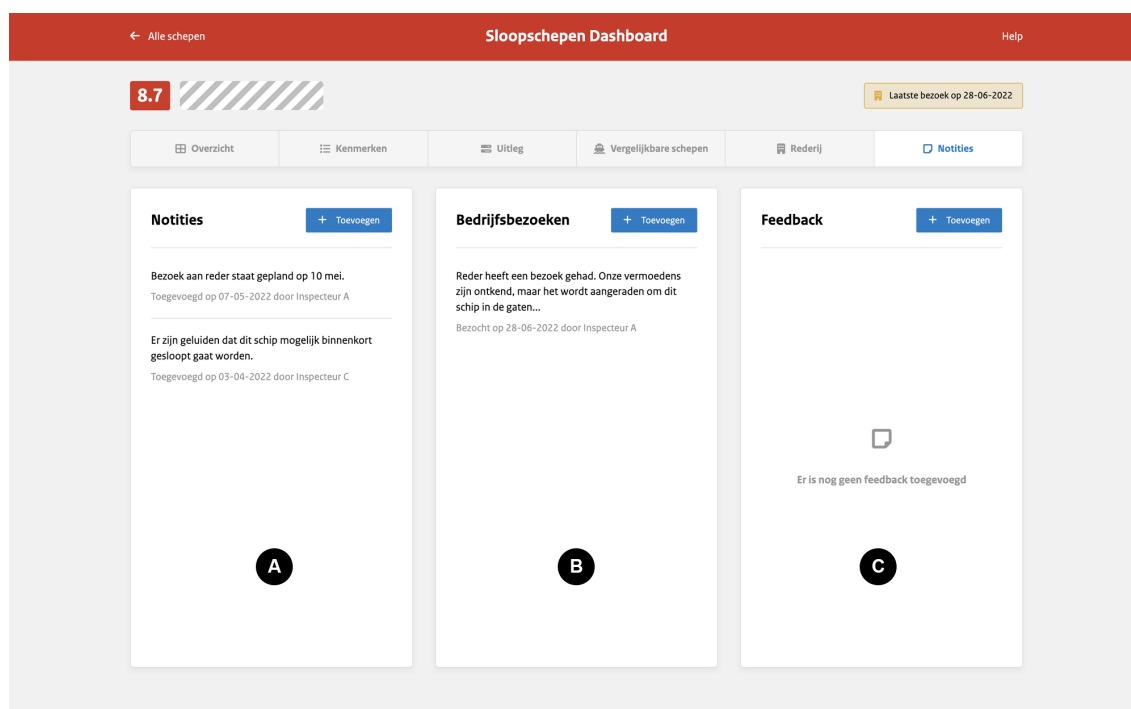 ← Alle schepen
Sloopschepen Dashboard
Help
8.7
Laatste bezoek op 28-06-2022
Overzicht
Kenmerken
Uitleg
Vergelijkbare schepen
Rederij
Notities
Notities
+ Toevoegen
Bezoek aan reder staat gepland op 10 mei.
Toegevoegd op 07-05-2022 door Inspecteur A
Er zijn geluiden dat dit schip mogelijk binnenkort
gesloopt gaat worden.
Toegevoegd op 03-04-2022 door Inspecteur C
A
Bedrijfsbezoeken
+ Toevoegen
Reder heeft een bezoek gehad. Onze vermoedens
zijn ontkend, maar het wordt aangeraden om dit
schip in de gaten...
Bezocht op 28-06-2022 door Inspecteur A
B
Feedback
+ Toevoegen
Er is nog geen feedback toegevoegd
C